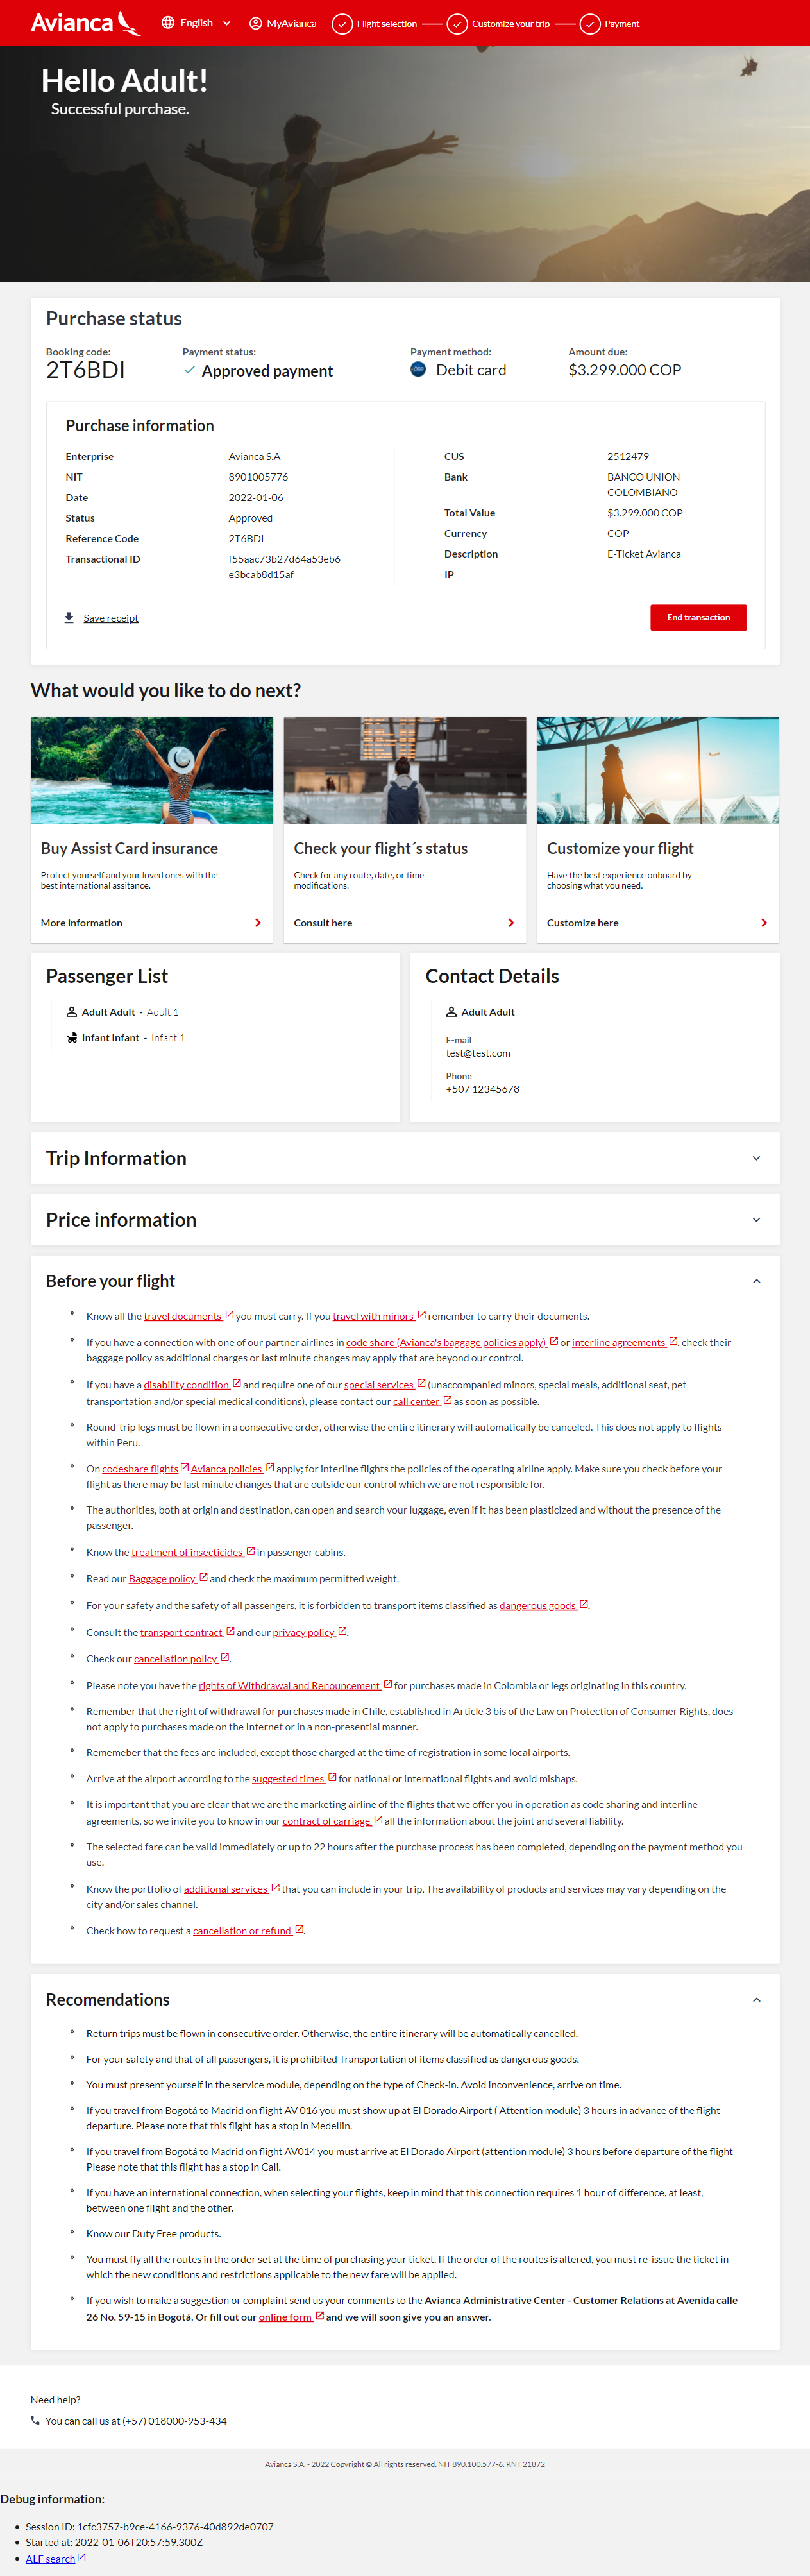 Avianca English MyAvianca Flight selection Customize your trip Payment
Hello Adult!
Successful purchase.
Purchase status
Booking code: Payment status: Payment method: Amount due:
2T6BDI Approved payment Debit card $3.299.000 COP
Purchase information
Enterprise Avianca S.A
NIT 8901005776
Date 2022-01-06
Status Approved
Reference Code 2T6BDI
Transactional ID f55aac73b27d64a53eb6
e3bcab8d15af
CUS 2512479
Bank BANCO UNION
COLOMBIANO
Total Value $3.299.000 COP
Currency COP
Description E-Ticket Avianca
IP
Save receipt End transaction
What would you like to do next?
Buy Assist Card insurance
Protect yourself and your loved ones with the
best international assitance.
More information
Check your flight´s status
Check for any route, date, or time
modifications.
Consult here
Customize your flight
Have the best experience onboard by
choosing what you need.
Customize here
Passenger List
Adult Adult - Adult 1
Infant Infant - Infant 1
Contact Details
Adult Adult
E-mail
test@test.com
Phone
+507 12345678
Trip Information
Price information
Before your flight
» Know all the travel documents you must carry. If you travel with minors remember to carry their documents.
» If you have a connection with one of our partner airlines in code share (Avianca's baggage policies apply) or interline agreements , check their
baggage policy as additional charges or last minute changes may apply that are beyond our control.
» If you have a disability condition and require one of our special services (unaccompanied minors, special meals, additional seat, pet
transportation and/or special medical conditions), please contact our call center as soon as possible.
» Round-trip legs must be flown in a consecutive order, otherwise the entire itinerary will automatically be canceled. This does not apply to flights
within Peru.
» On codeshare flights Avianca policies apply; for interline flights the policies of the operating airline apply. Make sure you check before your
flight as there may be last minute changes that are outside our control which we are not responsible for.
» The authorities, both at origin and destination, can open and search your luggage, even if it has been plasticized and without the presence of the
passenger.
» Know the treatment of insecticides in passenger cabins.
» Read our Baggage policy and check the maximum permitted weight.
» For your safety and the safety of all passengers, it is forbidden to transport items classified as dangerous goods .
» Consult the transport contract and our privacy policy .
» Check our cancellation policy .
» Please note you have the rights of Withdrawal and Renouncement for purchases made in Colombia or legs originating in this country.
» Remember that the right of withdrawal for purchases made in Chile, established in Article 3 bis of the Law on Protection of Consumer Rights, does
not apply to purchases made on the Internet or in a non-presential manner.
» Rememeber that the fees are included, except those charged at the time of registration in some local airports.
» Arrive at the airport according to the suggested times for national or international flights and avoid mishaps.
» It is important that you are clear that we are the marketing airline of the flights that we offer you in operation as code sharing and interline
agreements, so we invite you to know in our contract of carriage all the information about the joint and several liability.
» The selected fare can be valid immediately or up to 22 hours after the purchase process has been completed, depending on the payment method you
use.
» Know the portfolio of additional services that you can include in your trip. The availability of products and services may vary depending on the
city and/or sales channel.
» Check how to request a cancellation or refund .
Recomendations
» Return trips must be flown in consecutive order. Otherwise, the entire itinerary will be automatically cancelled.
» For your safety and that of all passengers, it is prohibited Transportation of items classified as dangerous goods.
» You must present yourself in the service module, depending on the type of Check-in. Avoid inconvenience, arrive on time.
» If you travel from Bogotá to Madrid on flight AV 016 you must show up at El Dorado Airport ( Attention module) 3 hours in advance of the flight
departure. Please note that this flight has a stop in Medellin.
» If you travel from Bogotá to Madrid on flight AV014 you must arrive at El Dorado Airport (attention module) 3 hours before departure of the flight
Please note that this flight has a stop in Cali.
» If you have an international connection, when selecting your flights, keep in mind that this connection requires 1 hour of difference, at least,
between one flight and the other.
» Know our Duty Free products.
» You must fly all the routes in the order set at the time of purchasing your ticket. If the order of the routes is altered, you must re-issue the ticket in
which the new conditions and restrictions applicable to the new fare will be applied.
» If you wish to make a suggestion or complaint send us your comments to the Avianca Administrative Center - Customer Relations at Avenida calle
26 No. 59-15 in Bogotá. Or fill out our online form and we will soon give you an answer.
Need help?
You can call us at (+57) 018000-953-434
Avianca S.A. - 2022 Copyright © All rights reserved. NIT 890.100.577-6. RNT 21872
Debug information:
• Session ID: 1cfc3757-b9ce-4166-9376-40d892de0707
• Started at: 2022-01-06T20:57:59.300Z
• ALF search